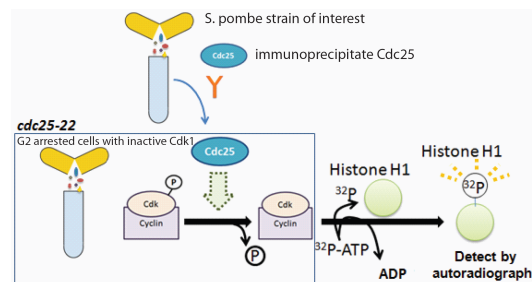 S. pombe strain of interest
Cdc25
immunoprecipitate Cdc25
Y
cdc25-22
G2 arrested cells with inactive Cdk1
Cdc25
P
Cdk
Cyclin
P
Cdk
Cyclin
Histone H1
32P
32P-ATP
ADP
Histone H1
32P
Detect by
autoradiograph